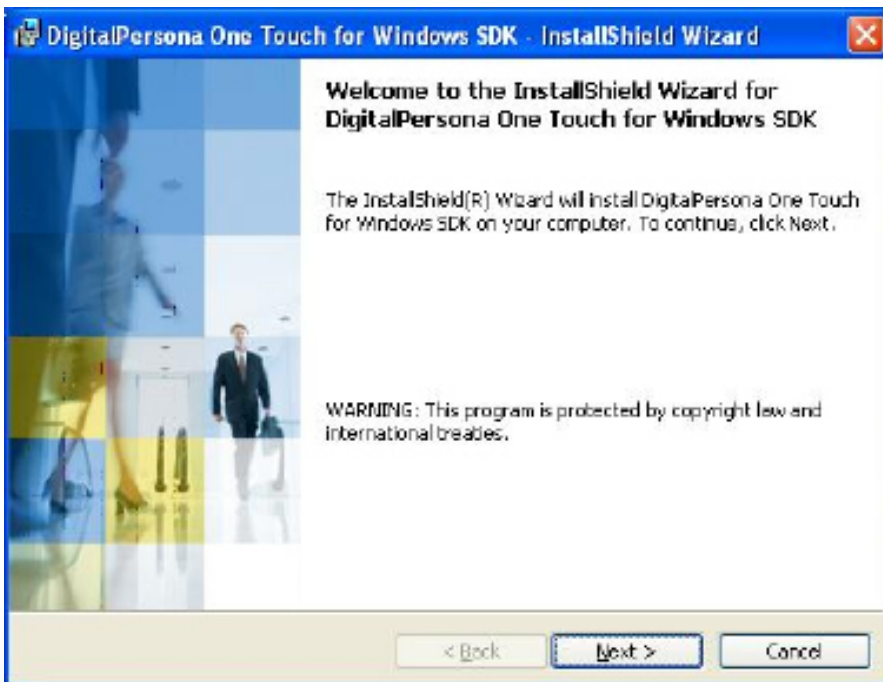 DigitalPersona One Touch for Windows SDK - InstallShield Wizard
Welcome to the InstallShield Wizard for
DigitalPersona One Touch for Windows SDK
The InstallShield(R) Wizard will install DigitalPersona One Touch
for Windows SDK on your computer. To continue, click Next.
WARNING: This program is protected by copyright law and
international treaties.
< Back Next > Cancel